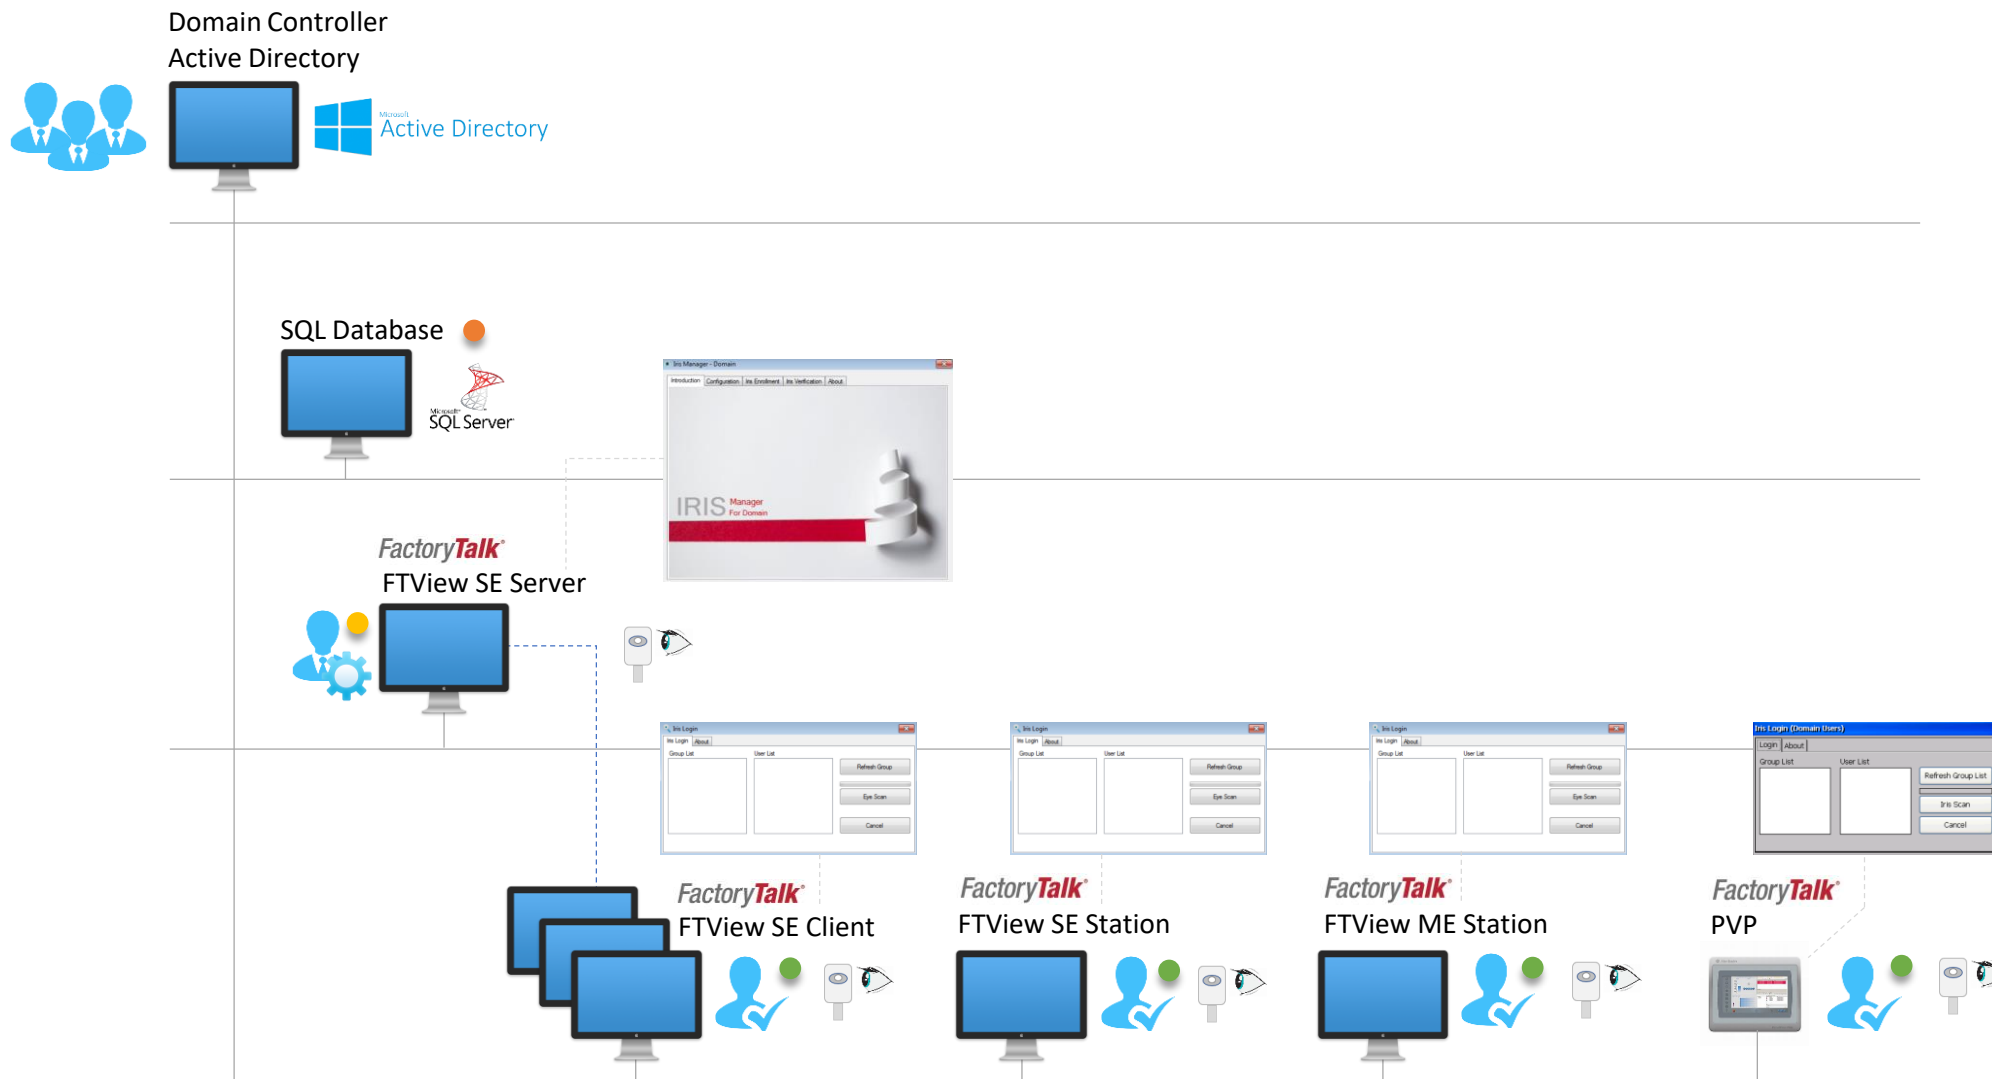 Domain Controller
Active Directory
Microsoft
Active Directory
SQL Database
Microsoft
SQL Server
Iris Manager - Domain
Introduction
Configuration
Iris Enrollment
Iris Verification
About
IRIS Manager
For Domain
FactoryTalk
FTView SE Server
Iris Login
Iris Login
About
Group List
User List
Refresh Group
Eye Scan
Cancel
Iris Login
Iris Login
About
Group List
User List
Refresh Group
Eye Scan
Cancel
Iris Login
Iris Login
About
Group List
User List
Refresh Group
Eye Scan
Cancel
Iris Login (Domain Users)
Login
About
Group List
User List
Refresh Group List
Iris Scan
Cancel
FactoryTalk
FTView SE Client
FactoryTalk
FTView SE Station
FactoryTalk
FTView ME Station
FactoryTalk
PVP